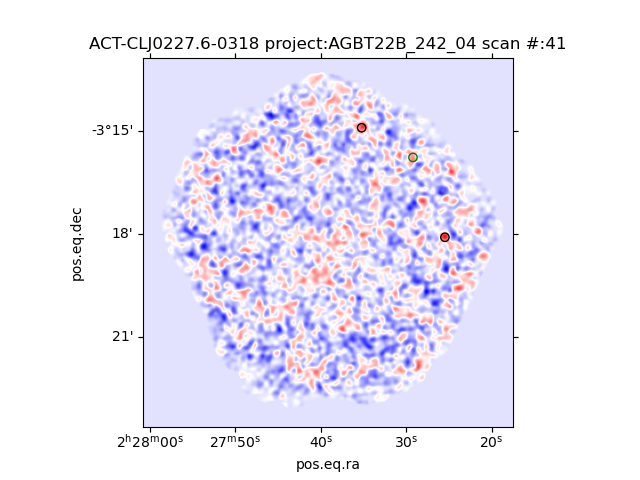 ACT-CLJ0227.6-0318 project:AGBT22B_242_04 scan #:41
-3°15'
18'
21'
pos.eq.dec
2ʰ28ᵐ00ˢ 27ᵐ50ˢ 40ˢ 30ˢ 20ˢ
pos.eq.ra